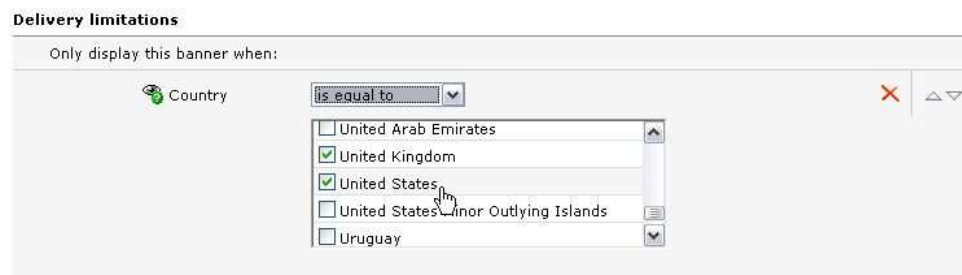 Delivery limitations
Only display this banner when:
Country is equal to
United Arab Emirates
United Kingdom
United States
United States Minor Outlying Islands
Uruguay